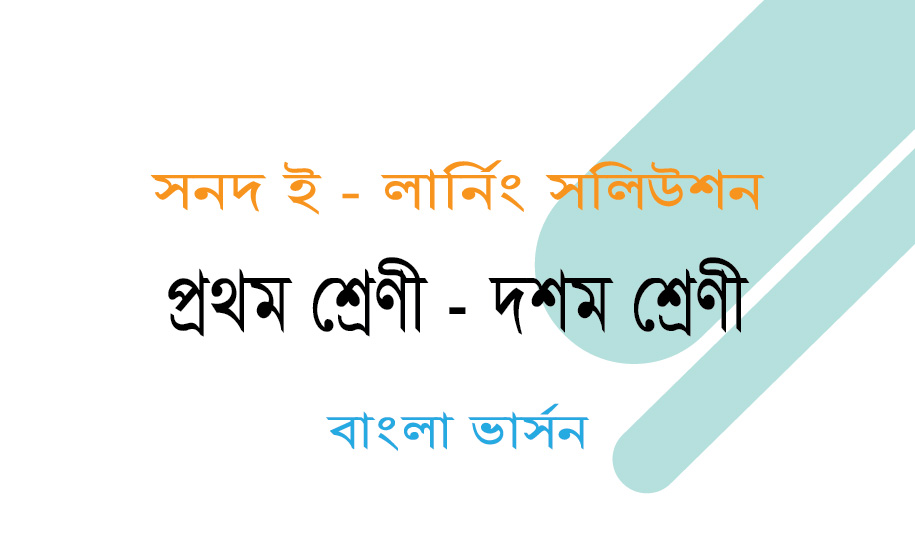 সনদ ই - লার্নিং সলিউশন
প্রথম শ্রেণী - দশম শ্রেণী
বাংলা ভার্সন